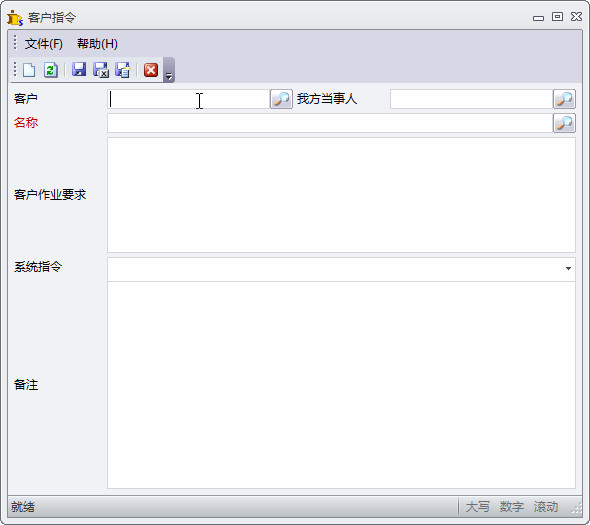 客户指令
文件(F) 帮助(H)
客户 我方当事人
名称
客户作业要求
系统指令
备注
就绪 大写 数字 滚动